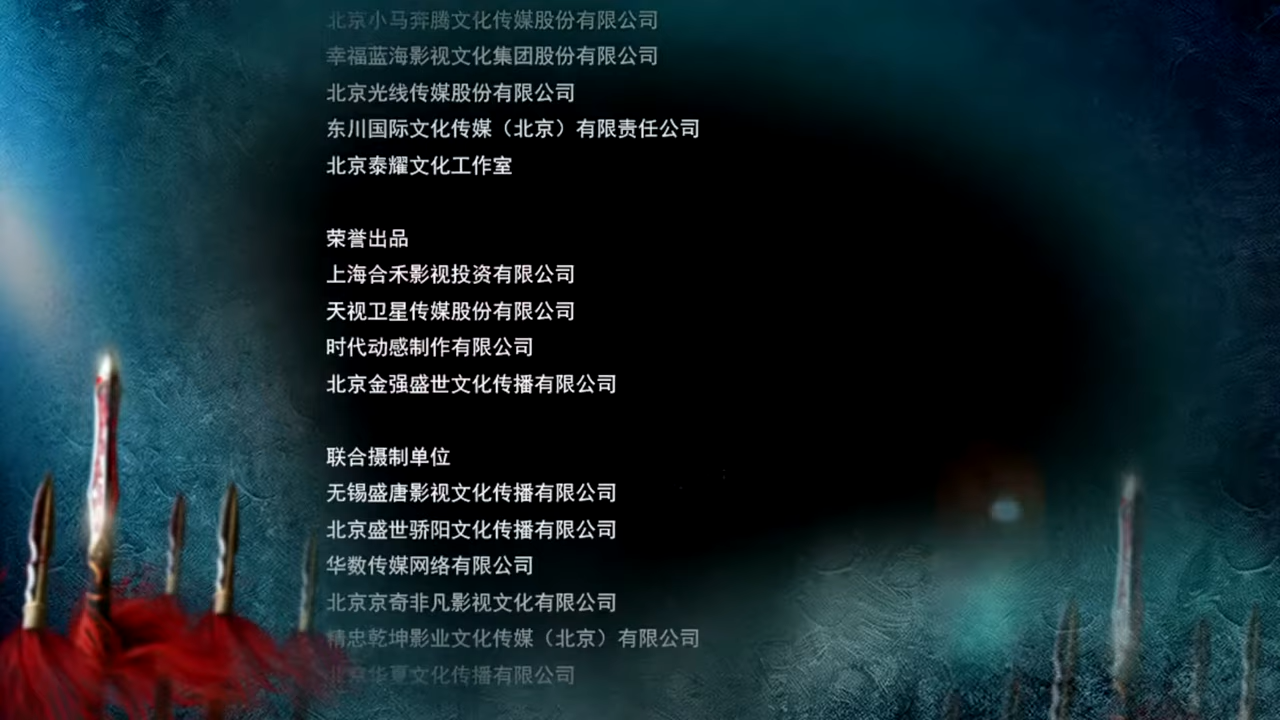 北京小马奔腾文化传媒股份有限公司
幸福蓝海影视文化集团股份有限公司
北京光线传媒股份有限公司
东川国际文化传媒（北京）有限责任公司
北京泰耀文化工作室
荣誉出品
上海合禾影视投资有限公司
天视卫星传媒股份有限公司
时代动感制作有限公司
北京金强盛世文化传播有限公司
联合摄制单位
无锡盛唐影视文化传播有限公司
北京盛世骄阳文化传播有限公司
华数传媒网络有限公司
北京京奇非凡影视文化有限公司
精忠乾坤影业文化传媒（北京）有限公司
北京华夏文化传播有限公司